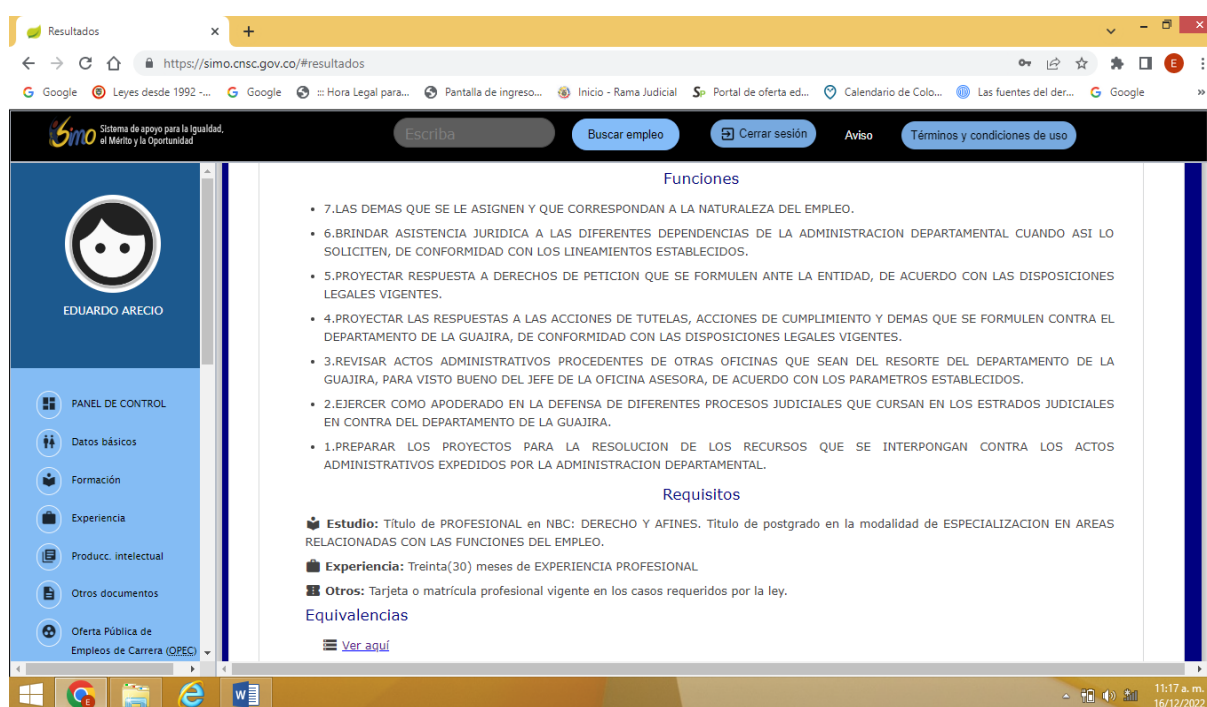 Resultados
https://simo.cnsc.gov.co/#resultados
E
Google
Leyes desde 1992 -...
Google
::: Hora Legal para...
Pantalla de ingreso...
Inicio - Rama Judicial
Sp Portal de oferta ed...
Calendario de Colo...
Las fuentes del der...
Google
»
Simo
Sistema de apoyo para la Igualdad,
el Mérito y la Oportunidad
Escriba
Buscar empleo
Cerrar sesión
Aviso
Términos y condiciones de uso
EDUARDO ARECIO
PANEL DE CONTROL
Datos básicos
Formación
Experiencia
Producc. intelectual
Otros documentos
Oferta Pública de
Empleos de Carrera (OPEC)
Funciones
• 7.LAS DEMAS QUE SE LE ASIGNEN Y QUE CORRESPONDAN A LA NATURALEZA DEL EMPLEO.
• 6.BRINDAR ASISTENCIA JURIDICA A LAS DIFERENTES DEPENDENCIAS DE LA ADMINISTRACION DEPARTAMENTAL CUANDO ASI LO
SOLICITEN, DE CONFORMIDAD CON LOS LINEAMIENTOS ESTABLECIDOS.
• 5.PROYECTAR RESPUESTA A DERECHOS DE PETICION QUE SE FORMULEN ANTE LA ENTIDAD, DE ACUERDO CON LAS DISPOSICIONES
LEGALES VIGENTES.
• 4.PROYECTAR LAS RESPUESTAS A LAS ACCIONES DE TUTELAS, ACCIONES DE CUMPLIMIENTO Y DEMAS QUE SE FORMULEN CONTRA EL
DEPARTAMENTO DE LA GUAJIRA, DE CONFORMIDAD CON LAS DISPOSICIONES LEGALES VIGENTES.
• 3.REVISAR ACTOS ADMINISTRATIVOS PROCEDENTES DE OTRAS OFICINAS QUE SEAN DEL RESORTE DEL DEPARTAMENTO DE LA
GUAJIRA, PARA VISTO BUENO DEL JEFE DE LA OFICINA ASESORA, DE ACUERDO CON LOS PARAMETROS ESTABLECIDOS.
• 2.EJERCER COMO APODERADO EN LA DEFENSA DE DIFERENTES PROCESOS JUDICIALES QUE CURSAN EN LOS ESTRADOS JUDICIALES
EN CONTRA DEL DEPARTAMENTO DE LA GUAJIRA.
• 1.PREPARAR LOS PROYECTOS PARA LA RESOLUCION DE LOS RECURSOS QUE SE INTERPONGAN CONTRA LOS ACTOS
ADMINISTRATIVOS EXPEDIDOS POR LA ADMINISTRACION DEPARTAMENTAL.
Requisitos
Estudio: Título de PROFESIONAL en NBC: DERECHO Y AFINES. Titulo de postgrado en la modalidad de ESPECIALIZACION EN AREAS
RELACIONADAS CON LAS FUNCIONES DEL EMPLEO.
Experiencia: Treinta(30) meses de EXPERIENCIA PROFESIONAL
Otros: Tarjeta o matrícula profesional vigente en los casos requeridos por la ley.
Equivalencias
Ver aquí
11:17 a. m.
16/12/2022